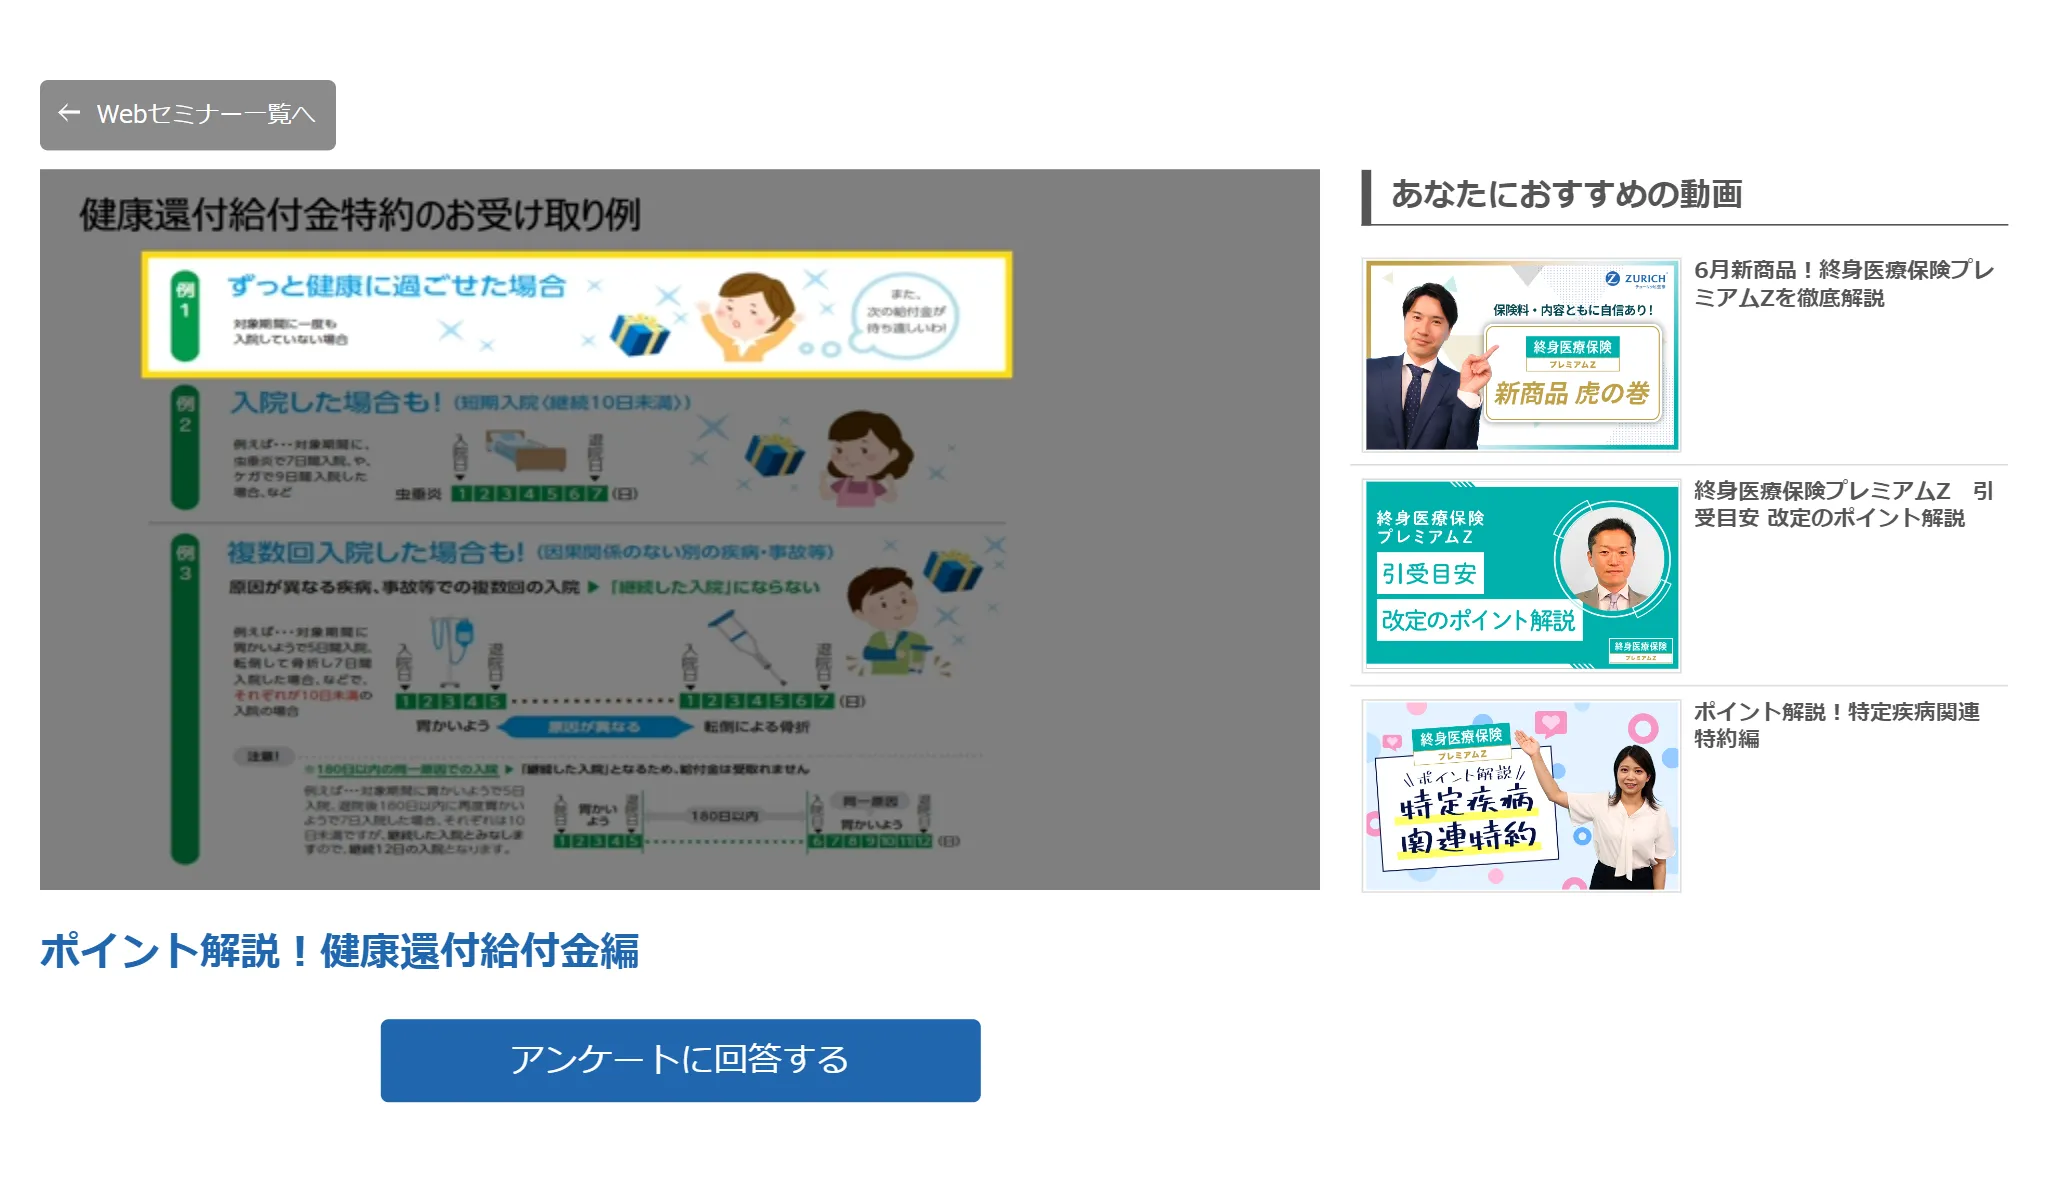 ← Webセミナー一覧へ
健康還付給付金特約のお受け取り例
例1
ずっと健康に過ごせた場合
対象期間に一度も
入院していない場合
また、
次の給付金が
待ち遠しいわ!
例2
入院した場合も!（短期入院〈継続10日未満〉）
例えば…対象期間に、
虫垂炎で7日間入院、や、
ケガで9日間入院した
場合、など
入院日
退院日
虫垂炎 1 2 3 4 5 6 7 (日)
例3
複数回入院した場合も!（因果関係のない別の疾病・事故等）
原因が異なる疾病、事故等での複数回の入院▶「継続した入院」にならない
例えば…対象期間に
胃かいようで5日間入院、
転倒して骨折し7日間
入院した場合、などで、
それぞれが10日未満の
入院の場合
入院日
退院日
入院日
退院日
1 2 3 4 5
1 2 3 4 5 6 7 (日)
胃かいよう
原因が異なる
転倒による骨折
注意!
※180日以内の同一原因での入院▶「継続した入院」となるため、給付金は受取れません
例えば…対象期間に胃かいようで5日
入院、退院後180日以内に再度胃かい
ようで7日入院した場合、それぞれは10
日未満ですが、継続した入院とみなしま
すので、継続12日の入院となります。
入院日
胃かい
よう
退院日
180日以内
入院日
同一原因
胃かいよう
退院日
1 2 3 4 5
6 7 8 9 10 11 12 (日)
ポイント解説！健康還付給付金編
アンケートに回答する
あなたにおすすめの動画
ZURICH
保険料・内容ともに自信あり!
終身医療保険
プレミアムZ
新商品 虎の巻
6月新商品！終身医療保険プレ
ミアムZを徹底解説
終身医療保険
プレミアムZ
引受目安
改定のポイント解説
終身医療保険
プレミアムZ
終身医療保険プレミアムZ　引
受目安 改定のポイント解説
終身医療保険
プレミアムZ
ポイント解説
特定疾病
関連特約
ポイント解説！特定疾病関連
特約編